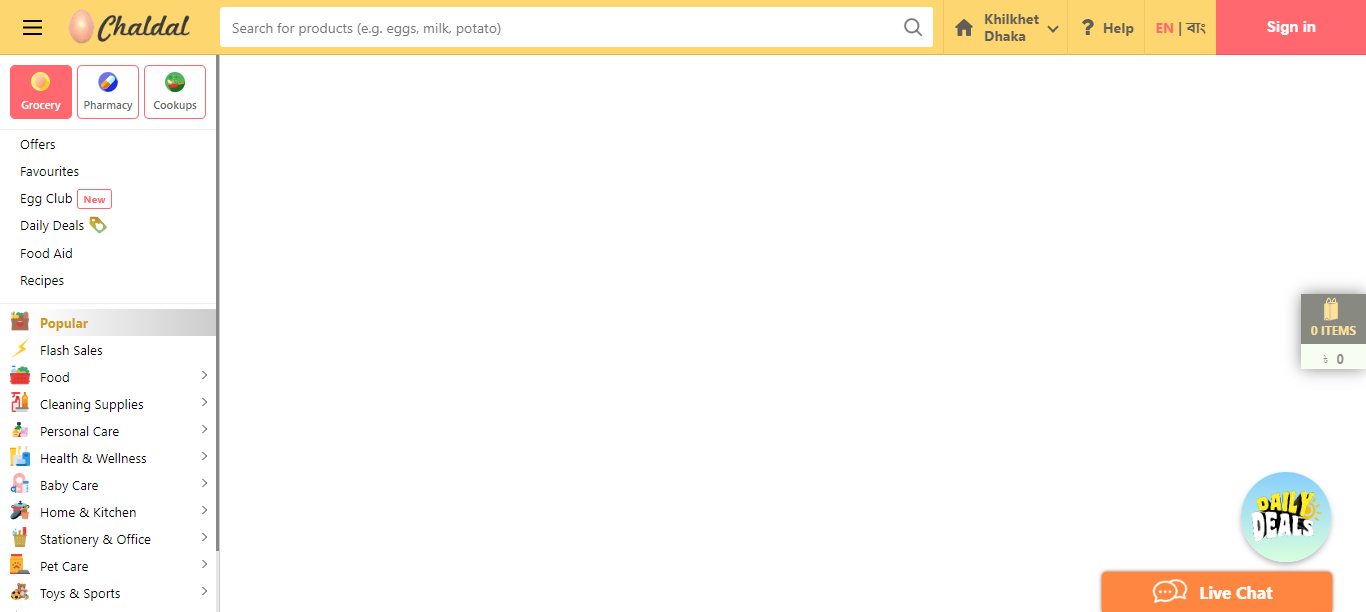 Chaldal
Search for products (e.g. eggs, milk, potato)
Khilkhet
Dhaka
? Help
EN | বাং
Sign in
Grocery
Pharmacy
Cookups
Offers
Favourites
Egg Club New
Daily Deals
Food Aid
Recipes
Popular
Flash Sales
Food
Cleaning Supplies
Personal Care
Health & Wellness
Baby Care
Home & Kitchen
Stationery & Office
Pet Care
Toys & Sports
0 ITEMS
৳ 0
DAILY
DEALS
Live Chat